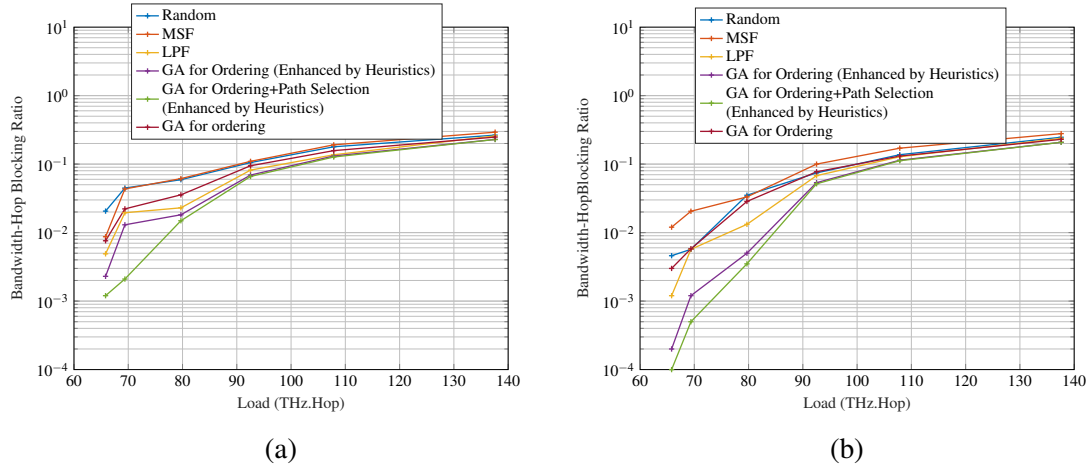 Random
MSF
LPF
GA for Ordering (Enhanced by Heuristics)
GA for Ordering+Path Selection
(Enhanced by Heuristics)
GA for ordering
10^1
10^0
10^-1
10^-2
10^-3
10^-4
Bandwidth-Hop Blocking Ratio
60 70 80 90 100 110 120 130 140
Load (THz.Hop)
(a)
Random
MSF
LPF
GA for Ordering (Enhanced by Heuristics)
GA for Ordering+Path Selection
(Enhanced by Heuristics)
GA for Ordering
10^1
10^0
10^-1
10^-2
10^-3
10^-4
Bandwidth-HopBlocking Ratio
60 70 80 90 100 110 120 130 140
Load (THz.Hop)
(b)